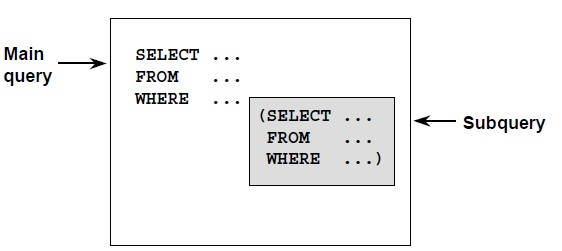 Main
query
SELECT ...
FROM ...
WHERE ...
(SELECT ...
FROM ...
WHERE ...)
Subquery